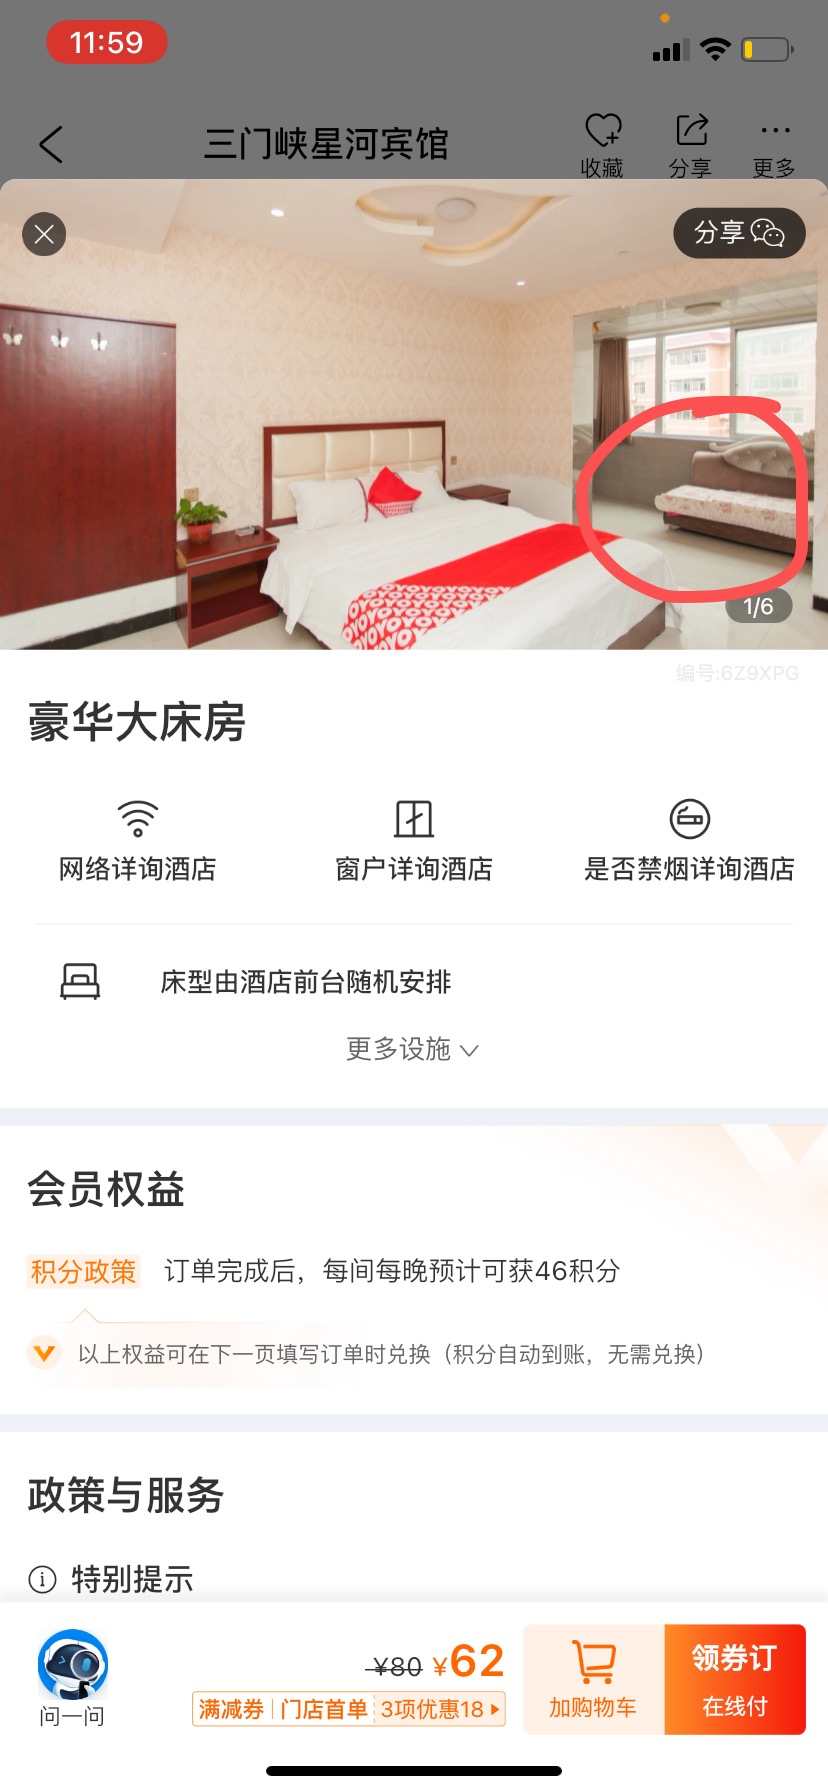 11:59
三门峡星河宾馆
收藏
分享
更多
分享
OYOYOYO
1/6
编号:6Z9XPG
豪华大床房
网络详询酒店
窗户详询酒店
是否禁烟详询酒店
床型由酒店前台随机安排
更多设施
会员权益
积分政策 订单完成后，每间每晚预计可获46积分
以上权益可在下一页填写订单时兑换（积分自动到账，无需兑换）
政策与服务
特别提示
问一问
¥80 ¥62
满减券 门店首单 3项优惠18
加购物车
领券订
在线付